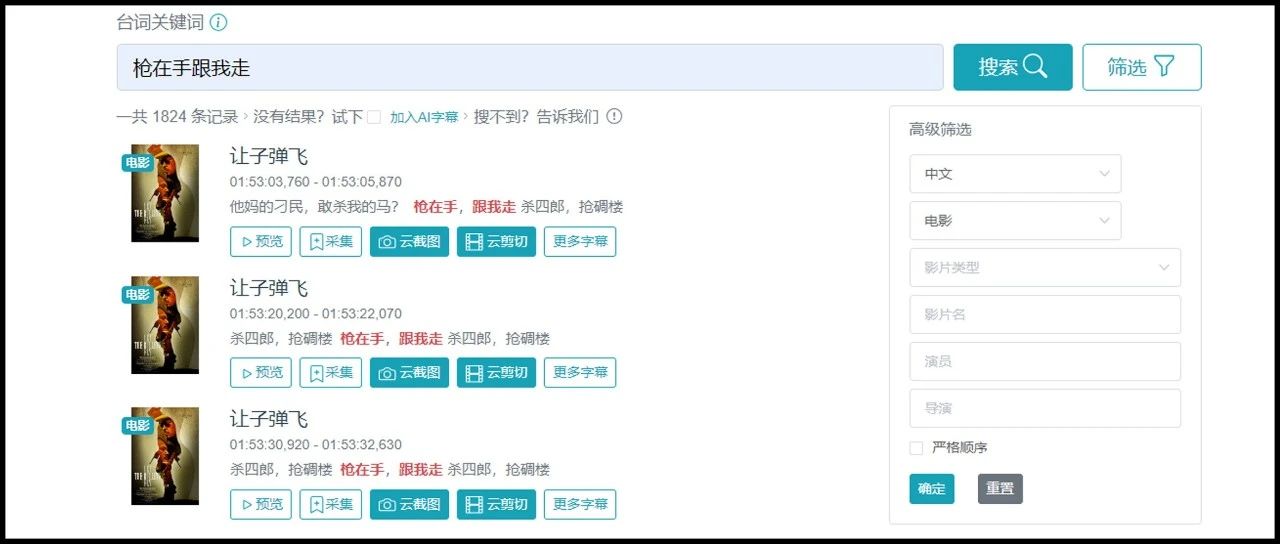 台词关键词
枪在手跟我走
搜索
筛选
一共 1824 条记录 › 没有结果？试下 加入AI字幕 › 搜不到？告诉我们
电影
让子弹飞
01:53:03,760 - 01:53:05,870
他妈的刁民，敢杀我的马？ 枪在手，跟我走 杀四郎，抢碉楼
预览 采集 云截图 云剪切 更多字幕
电影
让子弹飞
01:53:20,200 - 01:53:22,070
杀四郎，抢碉楼 枪在手，跟我走 杀四郎，抢碉楼
预览 采集 云截图 云剪切 更多字幕
电影
让子弹飞
01:53:30,920 - 01:53:32,630
杀四郎，抢碉楼 枪在手，跟我走 杀四郎，抢碉楼
预览 采集 云截图 云剪切 更多字幕
高级筛选
中文
电影
影片类型
影片名
演员
导演
严格顺序
确定 重置